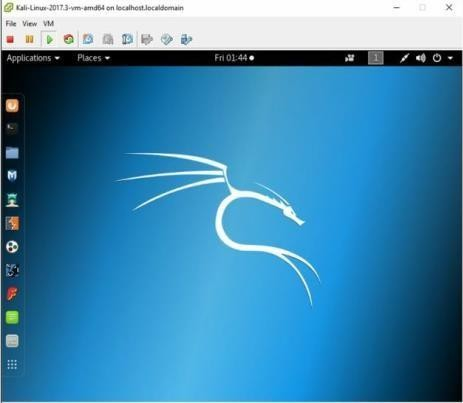 Kali-Linux-2017.3-vm-amd64 on localhost.localdomain
File View VM
Applications Places Fri 01:44 1